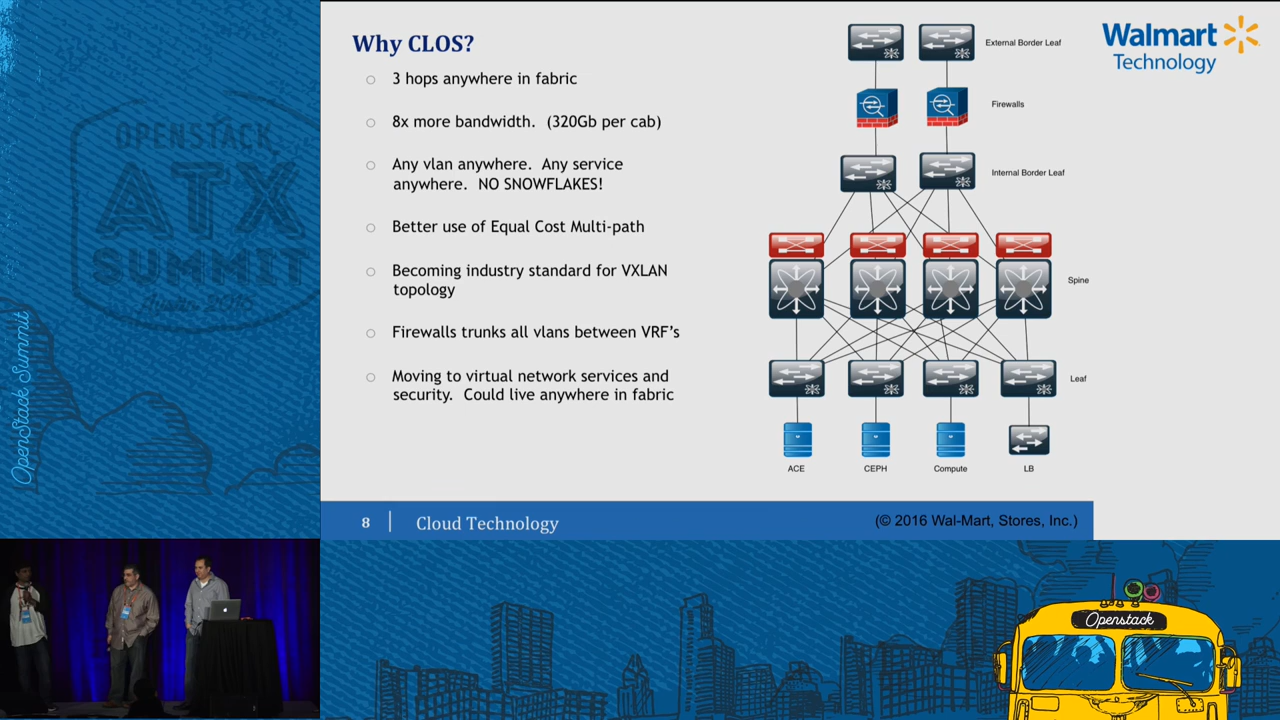 Why CLOS?
3 hops anywhere in fabric
8x more bandwidth. (320Gb per cab)
Any vlan anywhere. Any service
anywhere. NO SNOWFLAKES!
Better use of Equal Cost Multi-path
Becoming industry standard for VXLAN
topology
Firewalls trunks all vlans between VRF's
Moving to virtual network services and
security. Could live anywhere in fabric
External Border Leaf
Firewalls
Internal Border Leaf
Spine
Leaf
ACE
CEPH
Compute
LB
Walmart
Technology
8
Cloud Technology
(© 2016 Wal-Mart, Stores, Inc.)
OPENSTACK
ATX
SUMMIT
OpenStack Summit
Openstack